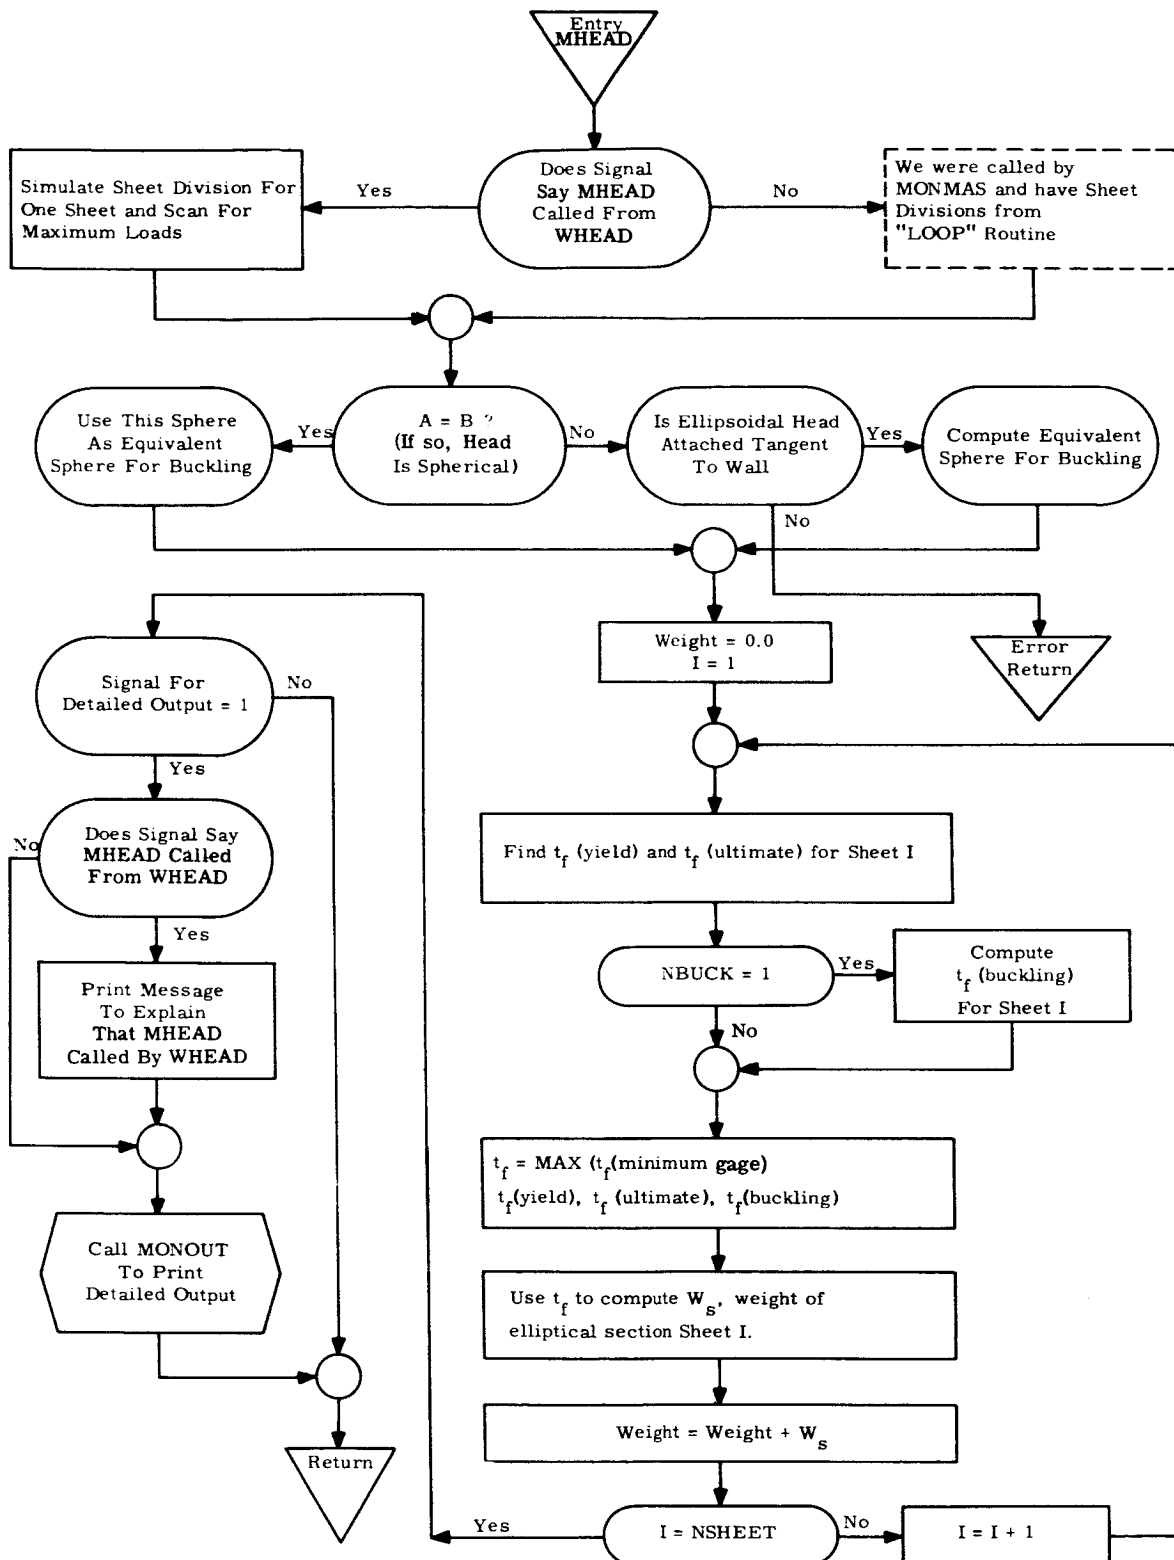 Entry
MHEAD
Simulate Sheet Division For
One Sheet and Scan For
Maximum Loads
Yes
Does Signal
Say MHEAD
Called From
WHEAD
No
We were called by
MONMAS and have Sheet
Divisions from
"LOOP" Routine
Use This Sphere
As Equivalent
Sphere For Buckling
Yes
A = B ?
(If so, Head
Is Spherical)
No
Is Ellipsoidal Head
Attached Tangent
To Wall
Yes
Compute Equivalent
Sphere For Buckling
No
Weight = 0.0
I = 1
Error
Return
Signal For
Detailed Output = 1
No
Yes
Does Signal Say
MHEAD Called
From WHEAD
No
Yes
Print Message
To Explain
That MHEAD
Called By WHEAD
Call MONOUT
To Print
Detailed Output
Return
Find t_f (yield) and t_f (ultimate) for Sheet I
NBUCK = 1
Yes
Compute
t_f (buckling)
For Sheet I
No
t_f = MAX (t_f(minimum gage)
t_f(yield), t_f (ultimate), t_f(buckling)
Use t_f to compute W_s, weight of
elliptical section Sheet I.
Weight = Weight + W_s
Yes
I = NSHEET
No
I = I + 1